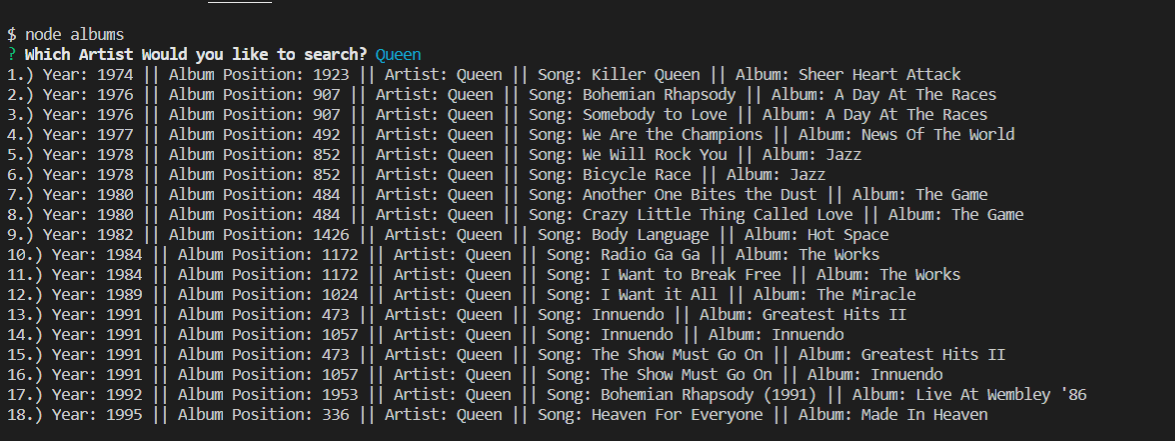 $ node albums
? Which Artist Would you like to search? Queen
1.) Year: 1974 || Album Position: 1923 || Artist: Queen || Song: Killer Queen || Album: Sheer Heart Attack
2.) Year: 1976 || Album Position: 907 || Artist: Queen || Song: Bohemian Rhapsody || Album: A Day At The Races
3.) Year: 1976 || Album Position: 907 || Artist: Queen || Song: Somebody to Love || Album: A Day At The Races
4.) Year: 1977 || Album Position: 492 || Artist: Queen || Song: We Are the Champions || Album: News Of The World
5.) Year: 1978 || Album Position: 852 || Artist: Queen || Song: We Will Rock You || Album: Jazz
6.) Year: 1978 || Album Position: 852 || Artist: Queen || Song: Bicycle Race || Album: Jazz
7.) Year: 1980 || Album Position: 484 || Artist: Queen || Song: Another One Bites the Dust || Album: The Game
8.) Year: 1980 || Album Position: 484 || Artist: Queen || Song: Crazy Little Thing Called Love || Album: The Game
9.) Year: 1982 || Album Position: 1426 || Artist: Queen || Song: Body Language || Album: Hot Space
10.) Year: 1984 || Album Position: 1172 || Artist: Queen || Song: Radio Ga Ga || Album: The Works
11.) Year: 1984 || Album Position: 1172 || Artist: Queen || Song: I Want to Break Free || Album: The Works
12.) Year: 1989 || Album Position: 1024 || Artist: Queen || Song: I Want it All || Album: The Miracle
13.) Year: 1991 || Album Position: 473 || Artist: Queen || Song: Innuendo || Album: Greatest Hits II
14.) Year: 1991 || Album Position: 1057 || Artist: Queen || Song: Innuendo || Album: Innuendo
15.) Year: 1991 || Album Position: 473 || Artist: Queen || Song: The Show Must Go On || Album: Greatest Hits II
16.) Year: 1991 || Album Position: 1057 || Artist: Queen || Song: The Show Must Go On || Album: Innuendo
17.) Year: 1992 || Album Position: 1953 || Artist: Queen || Song: Bohemian Rhapsody (1991) || Album: Live At Wembley '86
18.) Year: 1995 || Album Position: 336 || Artist: Queen || Song: Heaven For Everyone || Album: Made In Heaven